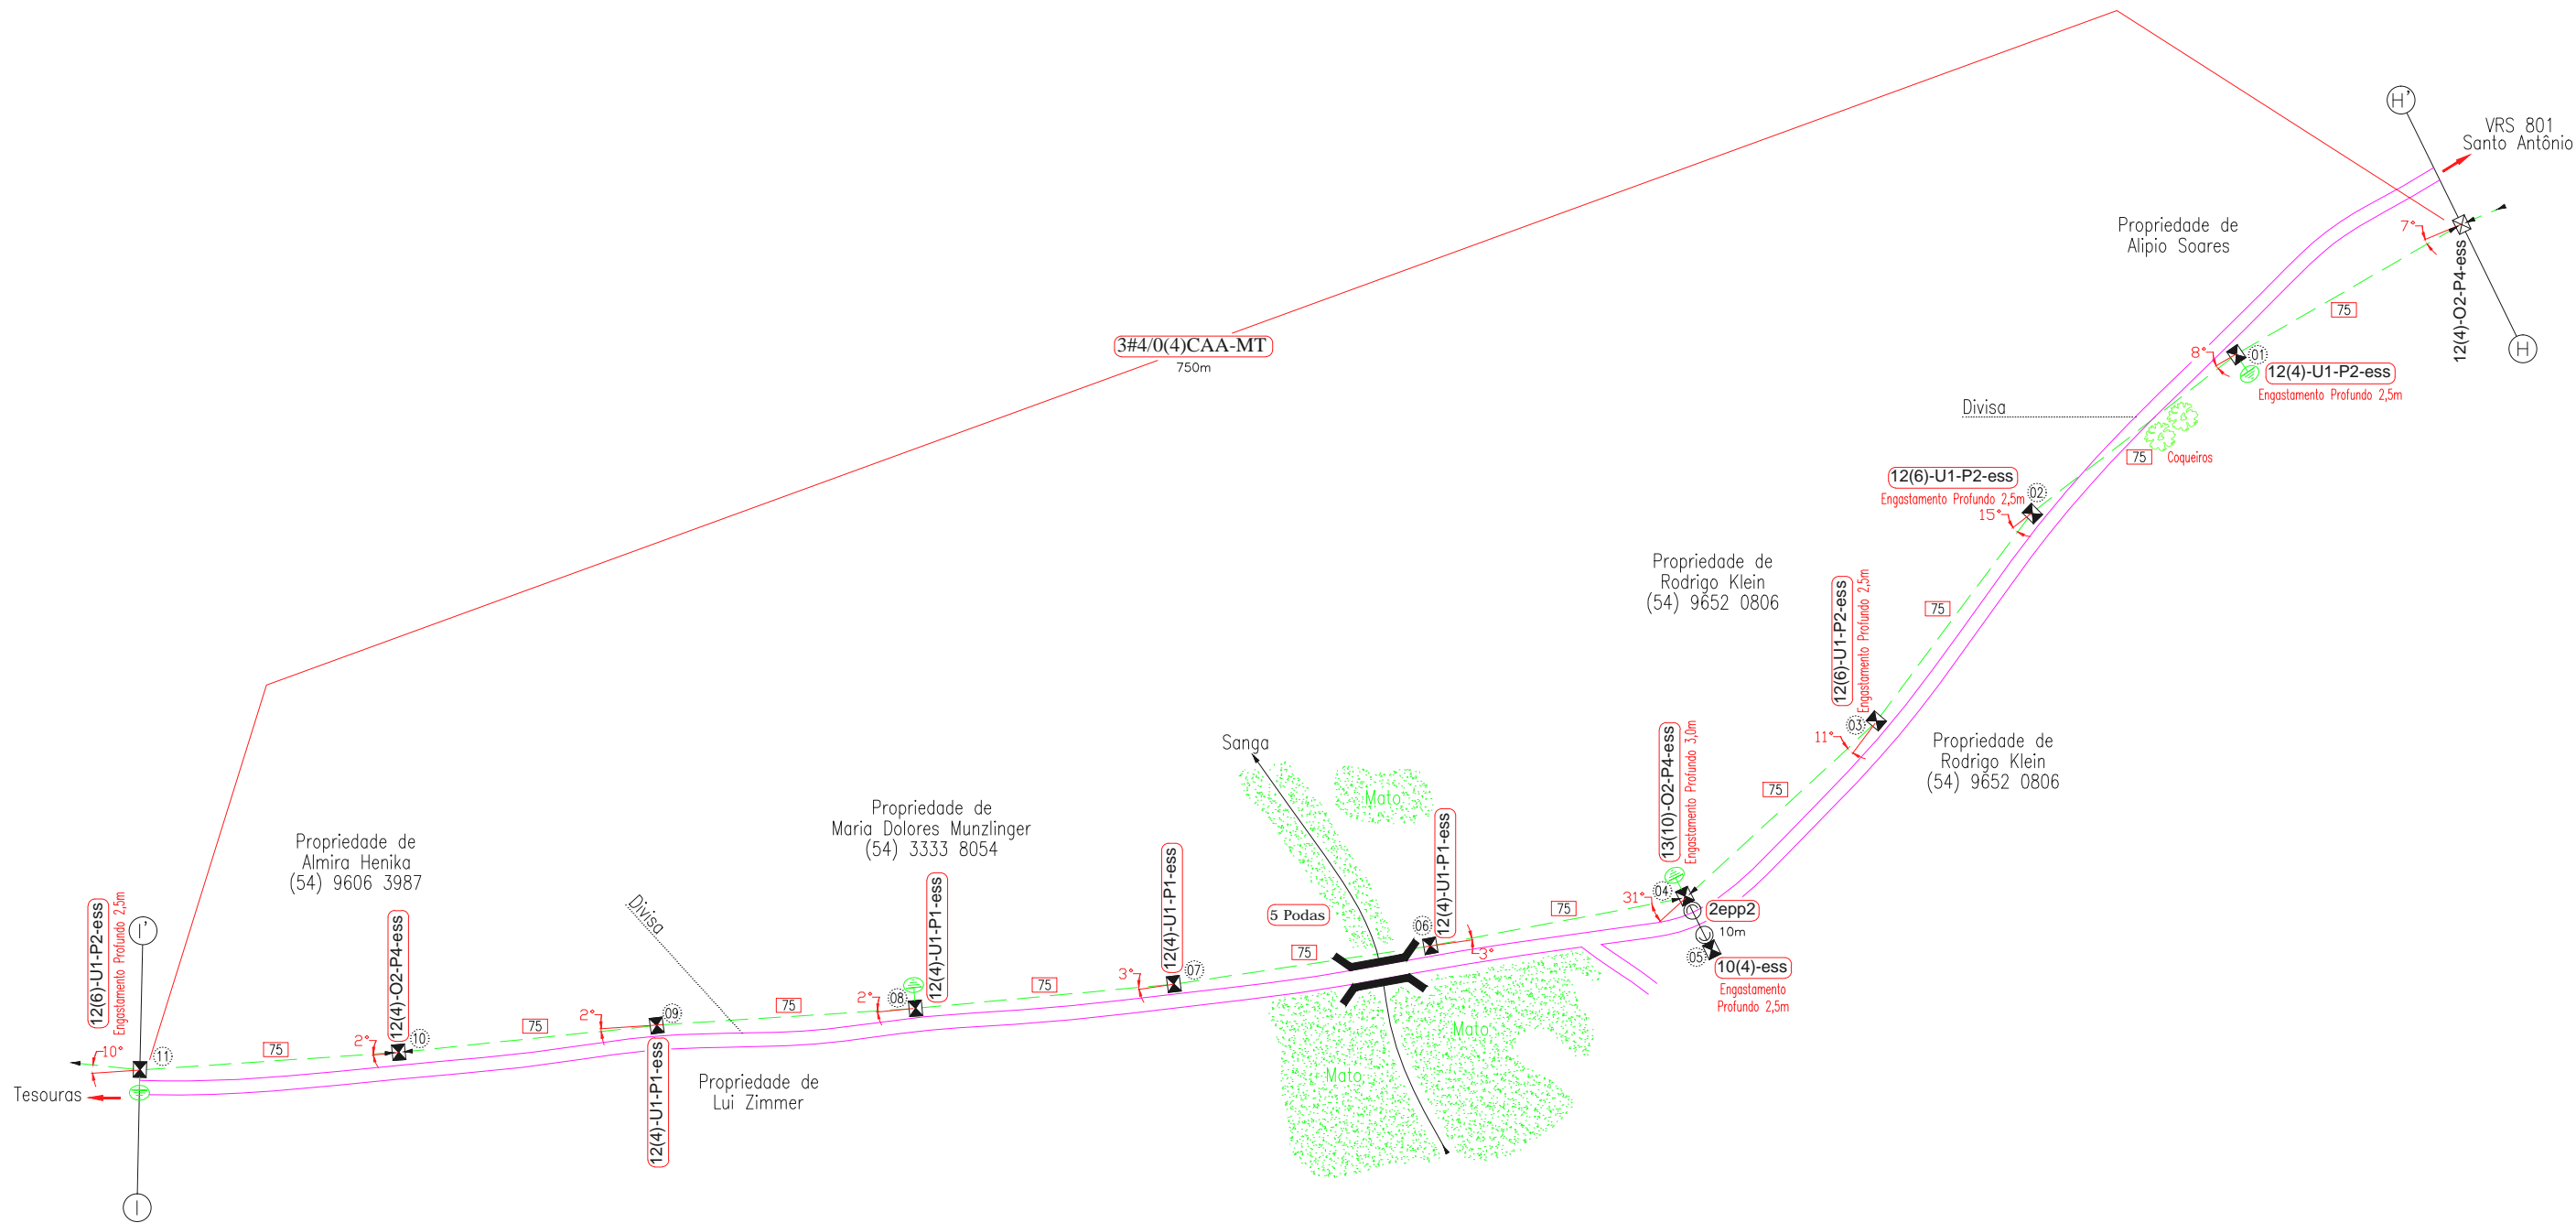 H'
VRS 801
Santo Antônio
Propriedade de
Alipio Soares
7°
12(4)-O2-P4-ess
H
75
3#4/0(4)CAA-MT
750m
8°
01
12(4)-U1-P2-ess
Engastamento Profundo 2,5m
Divisa
75
Coqueiros
12(6)-U1-P2-ess
Engastamento Profundo 2,5m
02
15°
Propriedade de
Rodrigo Klein
(54) 9652 0806
75
12(6)-U1-P2-ess
Engastamento Profundo 2,5m
03
11°
Propriedade de
Rodrigo Klein
(54) 9652 0806
75
13(10)-O2-P4-ess
Engastamento Profundo 3,0m
04
31°
2epp2
10m
05
10(4)-ess
Engastamento
Profundo 2,5m
75
Sanga
Mato
12(4)-U1-P1-ess
06
3°
5 Podas
75
Mato
Mato
12(4)-U1-P1-ess
07
3°
75
Propriedade de
Maria Dolores Munzlinger
(54) 3333 8054
12(4)-U1-P1-ess
08
2°
75
Divisa
09
2°
12(4)-U1-P1-ess
Propriedade de
Lui Zimmer
75
Propriedade de
Almira Henika
(54) 9606 3987
12(4)-O2-P4-ess
10
2°
75
12(6)-U1-P2-ess
Engastamento Profundo 2,5m
I'
10°
11
Tesouras
I